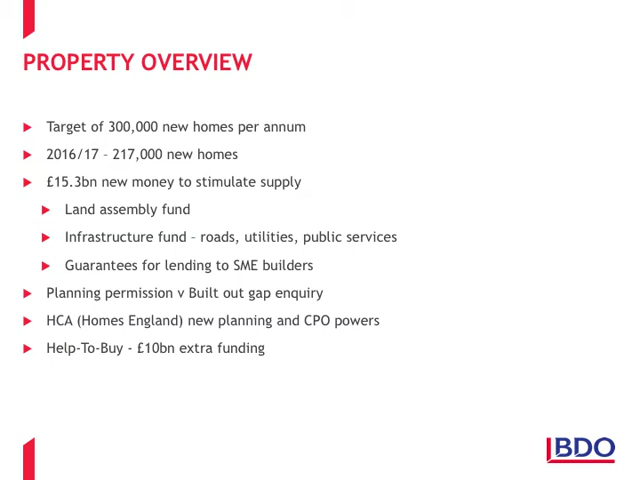 PROPERTY OVERVIEW
Target of 300,000 new homes per annum
2016/17 – 217,000 new homes
£15.3bn new money to stimulate supply
Land assembly fund
Infrastructure fund – roads, utilities, public services
Guarantees for lending to SME builders
Planning permission v Built out gap enquiry
HCA (Homes England) new planning and CPO powers
Help-To-Buy - £10bn extra funding
BDO